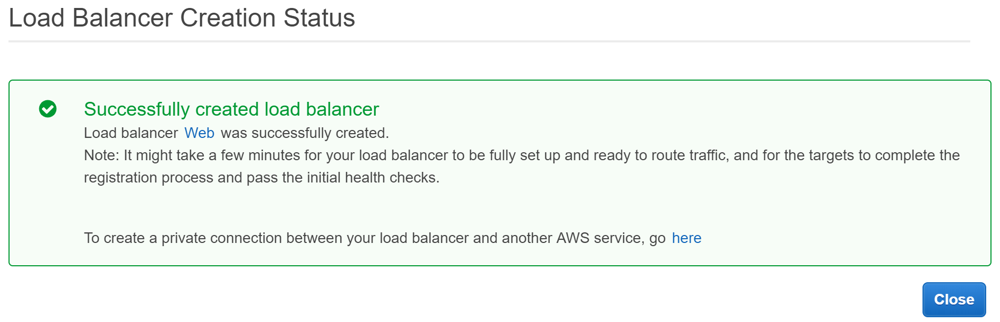 Load Balancer Creation Status
Successfully created load balancer
Load balancer Web was successfully created.
Note: It might take a few minutes for your load balancer to be fully set up and ready to route traffic, and for the targets to complete the
registration process and pass the initial health checks.
To create a private connection between your load balancer and another AWS service, go here
Close